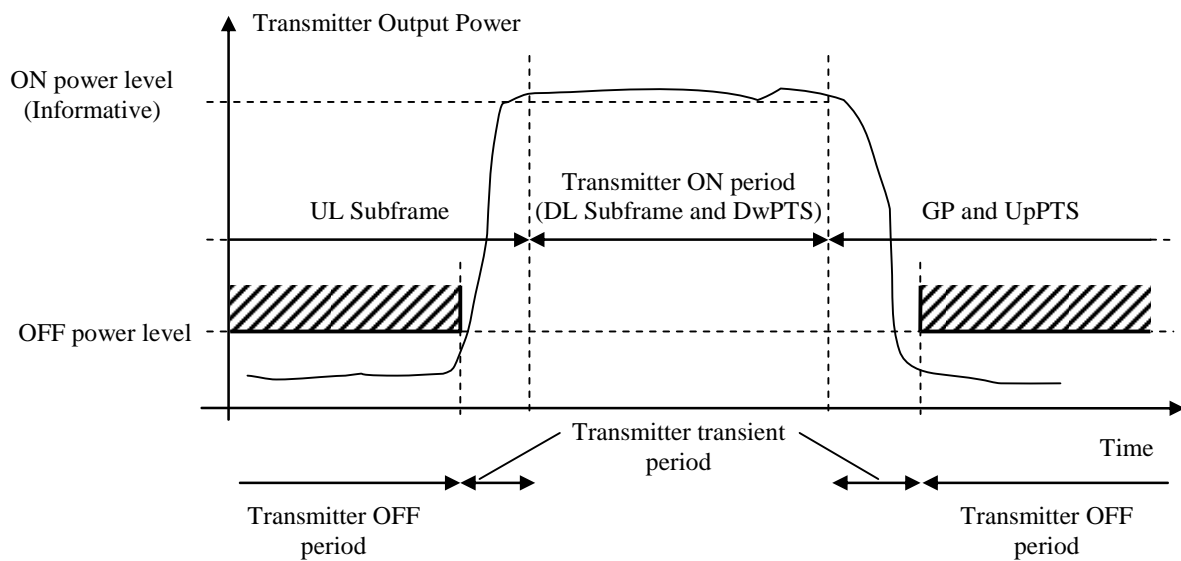 Transmitter Output Power
ON power level
(Informative)
Transmitter ON period
(DL Subframe and DwPTS)
UL Subframe
GP and UpPTS
OFF power level
Transmitter transient
period
Time
Transmitter OFF
period
Transmitter OFF
period